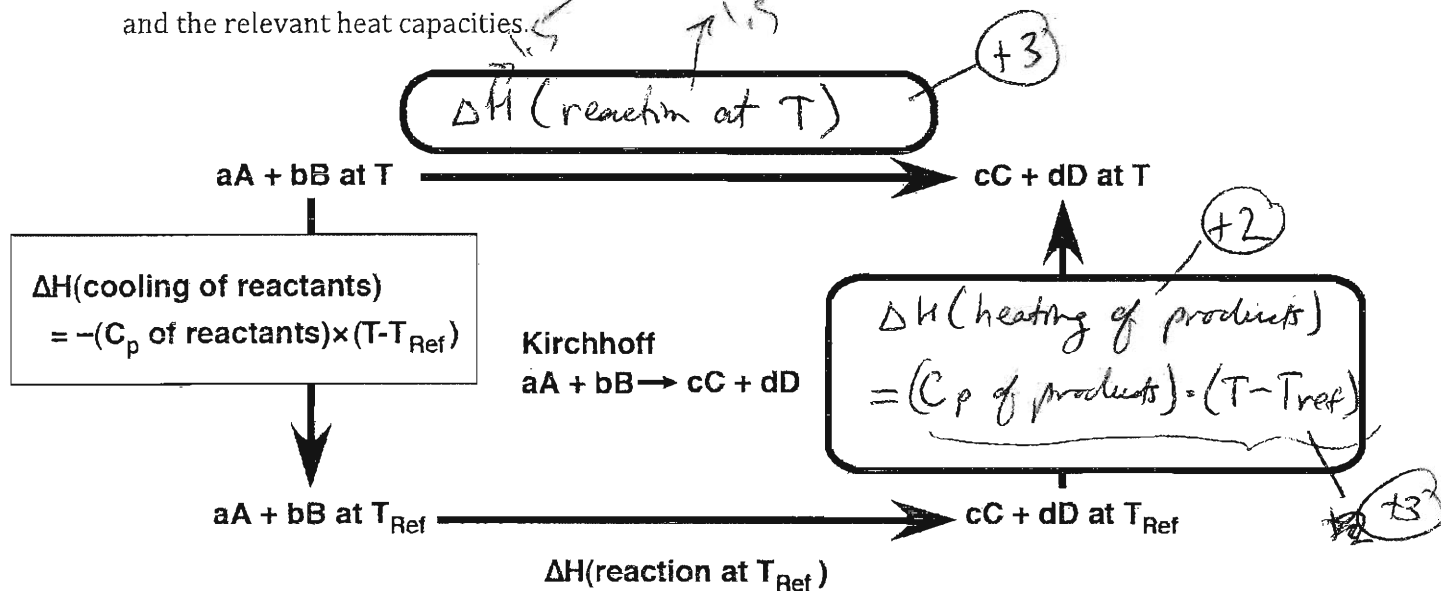 and the relevant heat capacities.
1.5
1.5
+3
ΔH (reaction at T)
aA + bB at T
cC + dD at T
+2
ΔH(cooling of reactants)
= −(Cp of reactants)×(T-TRef)
ΔH (heating of products)
= (Cp of products) · (T − Tref)
Kirchhoff
aA + bB → cC + dD
aA + bB at TRef
cC + dD at TRef
+3
ΔH(reaction at TRef)